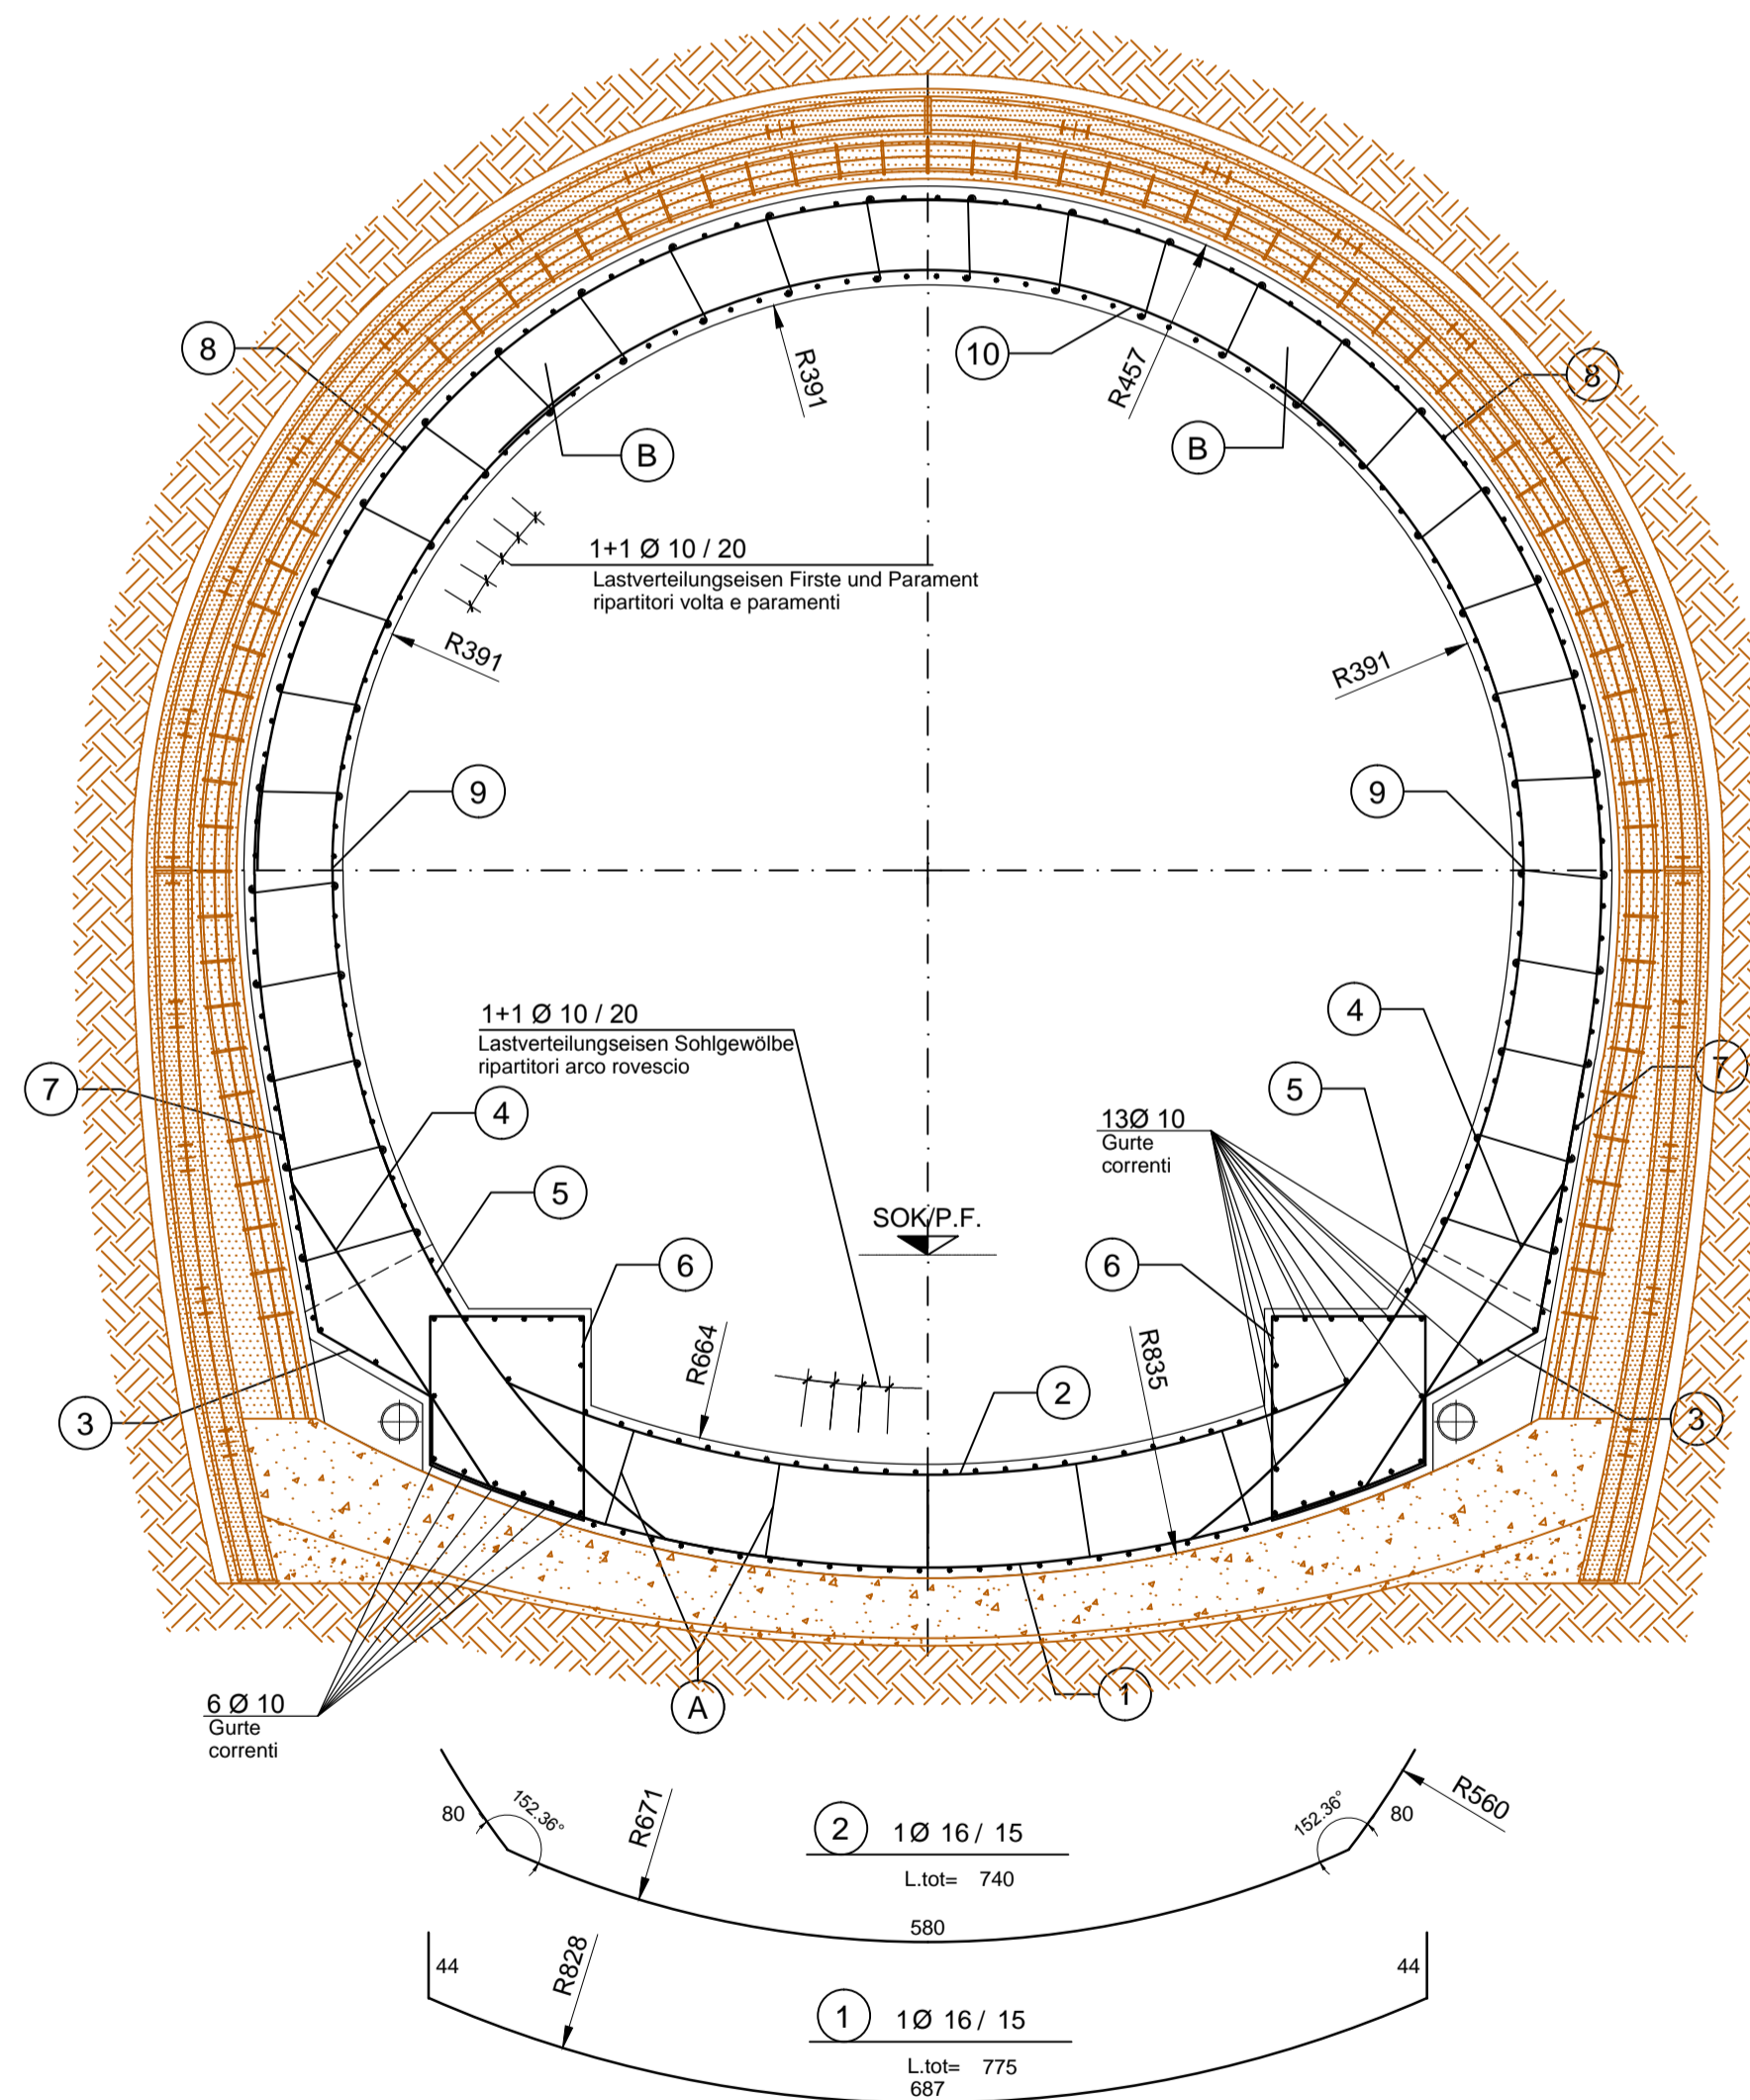 8
10
8
R391
R457
B
B
1+1 Ø 10 / 20
Lastverteilungseisen Firste und Parament
ripartitori volta e paramenti
R391
R391
9
9
1+1 Ø 10 / 20
Lastverteilungseisen Sohlgewölbe
ripartitori arco rovescio
4
7
7
4
5
13Ø 10
Gurte
correnti
5
SOK/P.F.
6
6
R664
R835
2
3
3
6 Ø 10
Gurte
correnti
A
1
80
152.36°
R671
2 1Ø 16 / 15
L.tot= 740
152.36°
80
R560
580
44
R828
44
1 1Ø 16 / 15
L.tot= 775
687